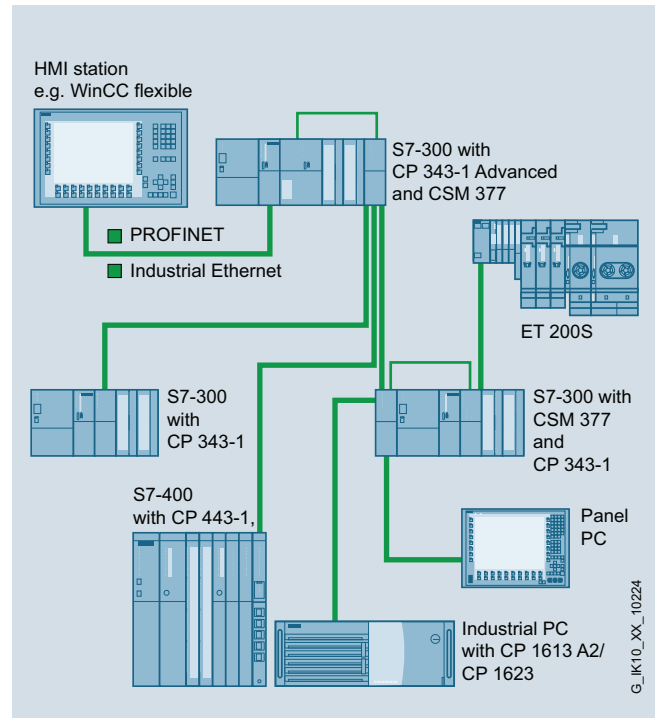 HMI station
e.g. WinCC flexible
S7-300 with
CP 343-1 Advanced
and CSM 377
PROFINET
Industrial Ethernet
ET 200S
S7-300
with
CP 343-1
S7-300 with
CSM 377
and
CP 343-1
S7-400
with CP 443-1,
Panel
PC
Industrial PC
with CP 1613 A2/
CP 1623
G_IK10_XX_10224